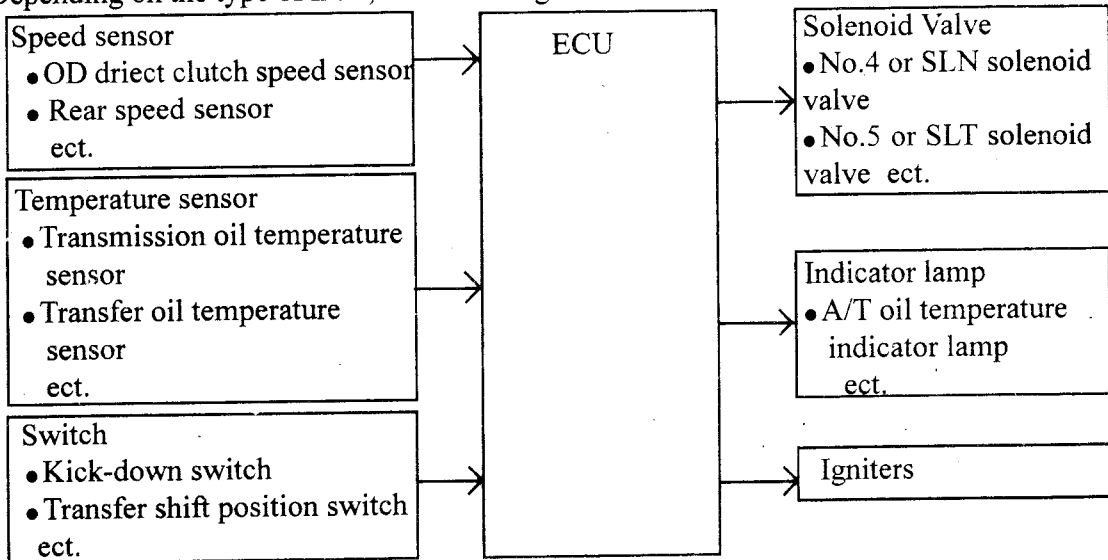 Speed sensor
• OD driect clutch speed sensor
• Rear speed sensor
ect.
Temperature sensor
• Transmission oil temperature
sensor
• Transfer oil temperature
sensor
ect.
Switch
• Kick-down switch
• Transfer shift position switch
ect.
ECU
Solenoid Valve
• No.4 or SLN solenoid
valve
• No.5 or SLT solenoid
valve ect.
Indicator lamp
• A/T oil temperature
indicator lamp
ect.
Igniters